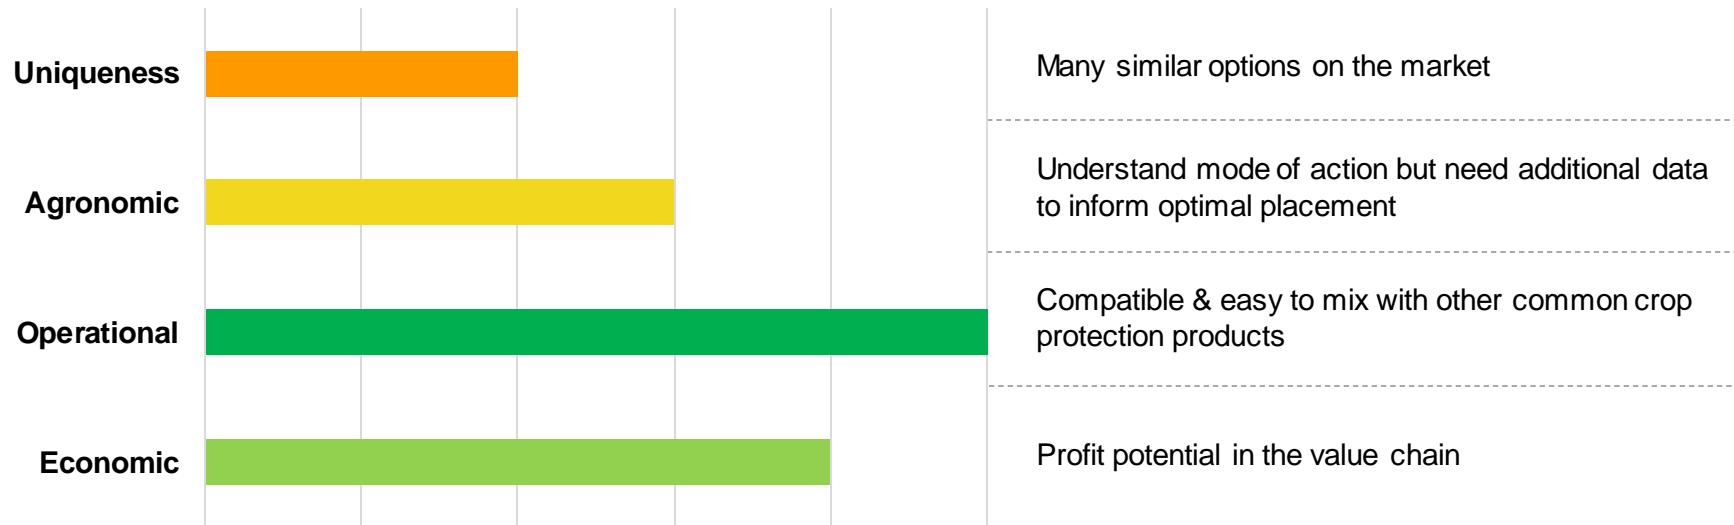 Uniqueness
Many similar options on the market
Agronomic
Understand mode of action but need additional data
to inform optimal placement
Operational
Compatible & easy to mix with other common crop
protection products
Economic
Profit potential in the value chain